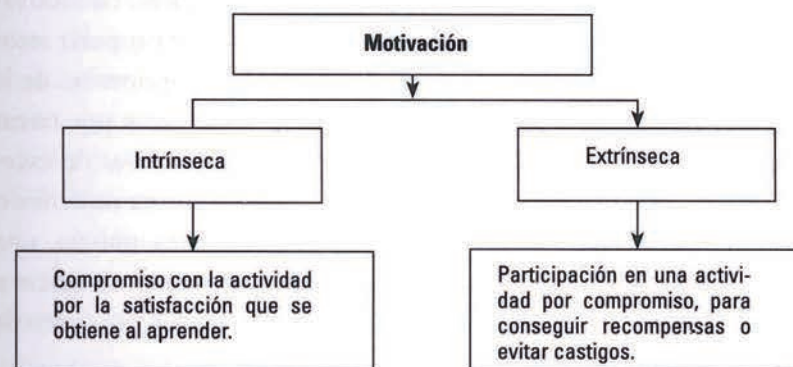 Motivación
Intrínseca
Extrínseca
Compromiso con la actividad
por la satisfacción que se
obtiene al aprender.
Participación en una activi-
dad por compromiso, para
conseguir recompensas o
evitar castigos.